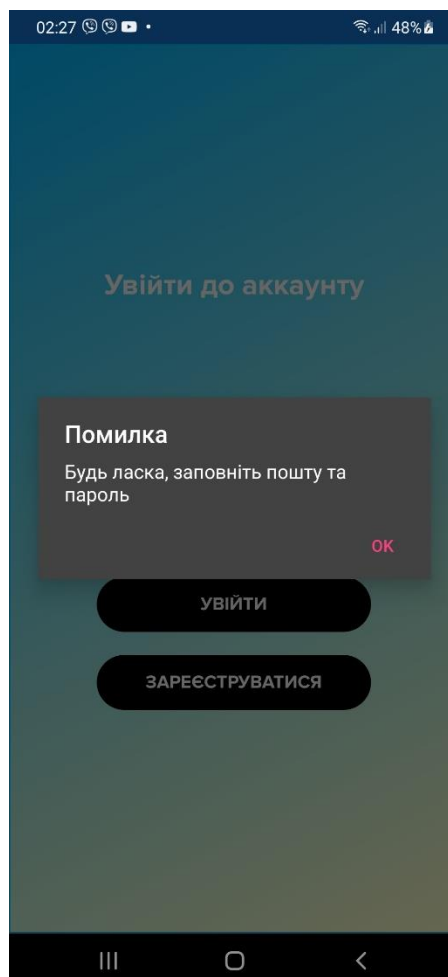 02:27
48%
Увійти до аккаунту
Помилка
Будь ласка, заповніть пошту та
пароль
OK
УВІЙТИ
ЗАРЕЄСТРУВАТИСЯ